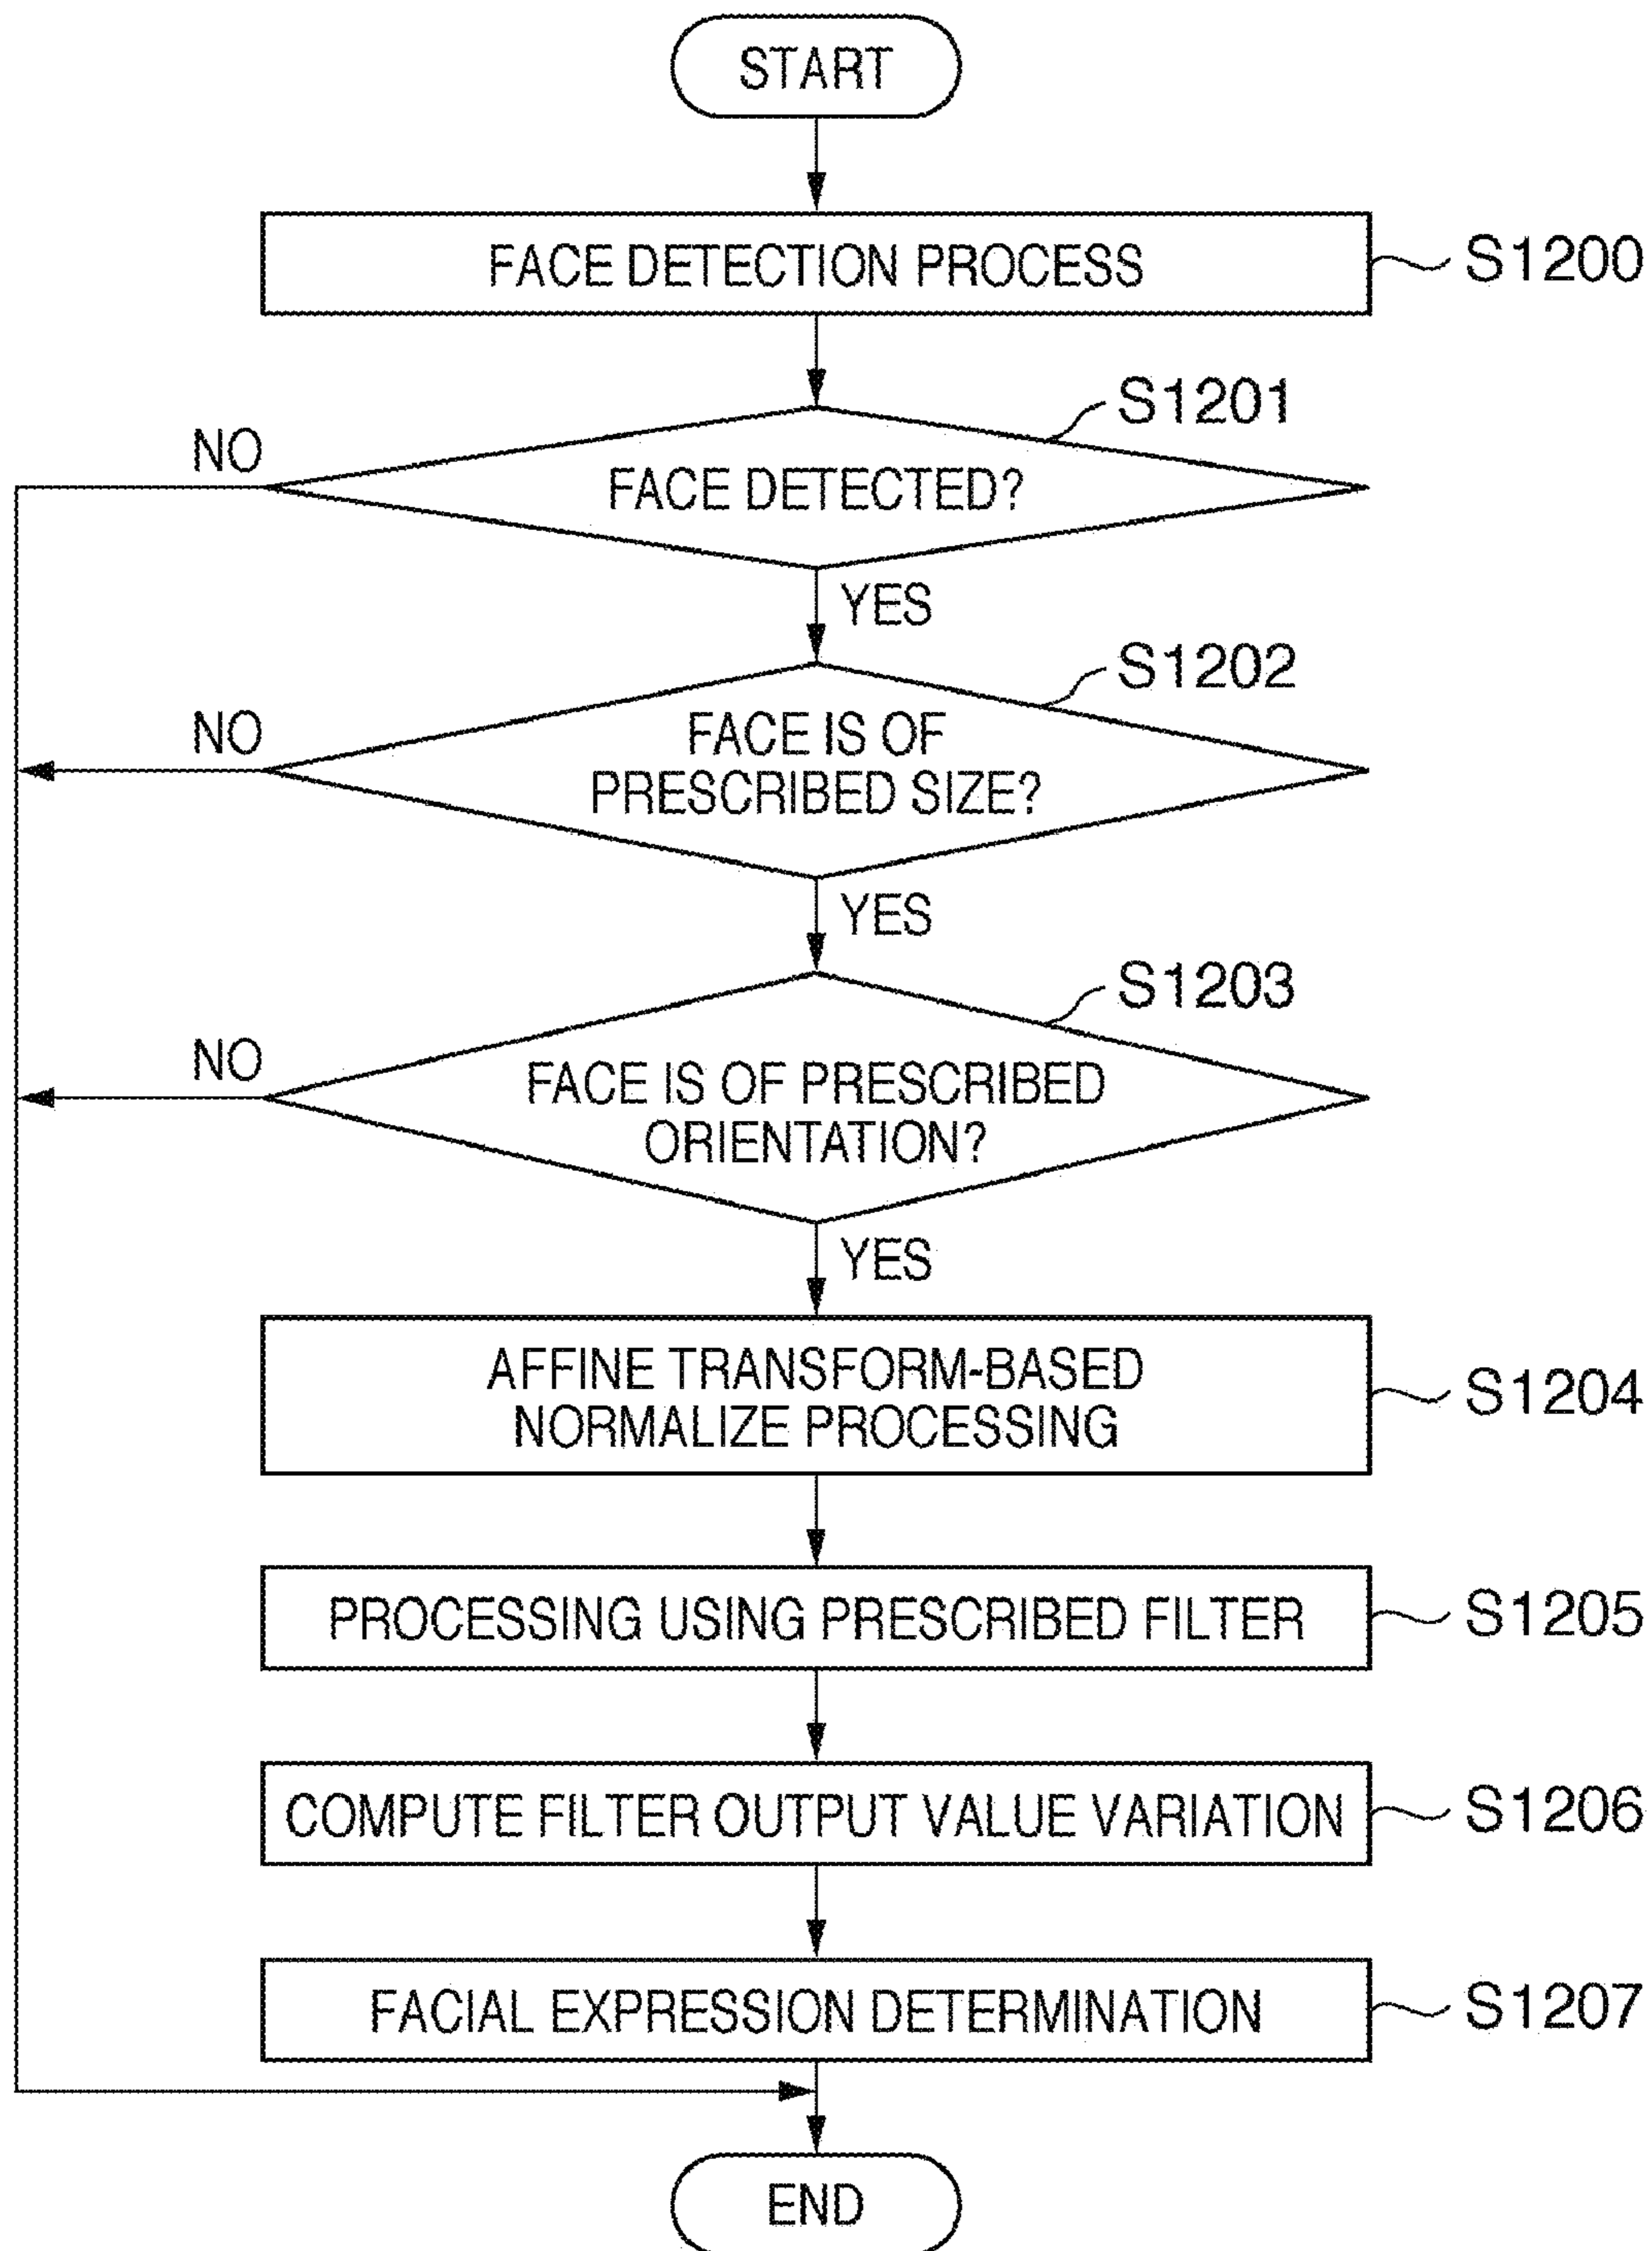 START
FACE DETECTION PROCESS
S1200
S1201
NO
FACE DETECTED?
YES
S1202
NO
FACE IS OF
PRESCRIBED SIZE?
YES
S1203
NO
FACE IS OF PRESCRIBED
ORIENTATION?
YES
AFFINE TRANSFORM-BASED
NORMALIZE PROCESSING
S1204
PROCESSING USING PRESCRIBED FILTER
S1205
COMPUTE FILTER OUTPUT VALUE VARIATION
S1206
FACIAL EXPRESSION DETERMINATION
S1207
END